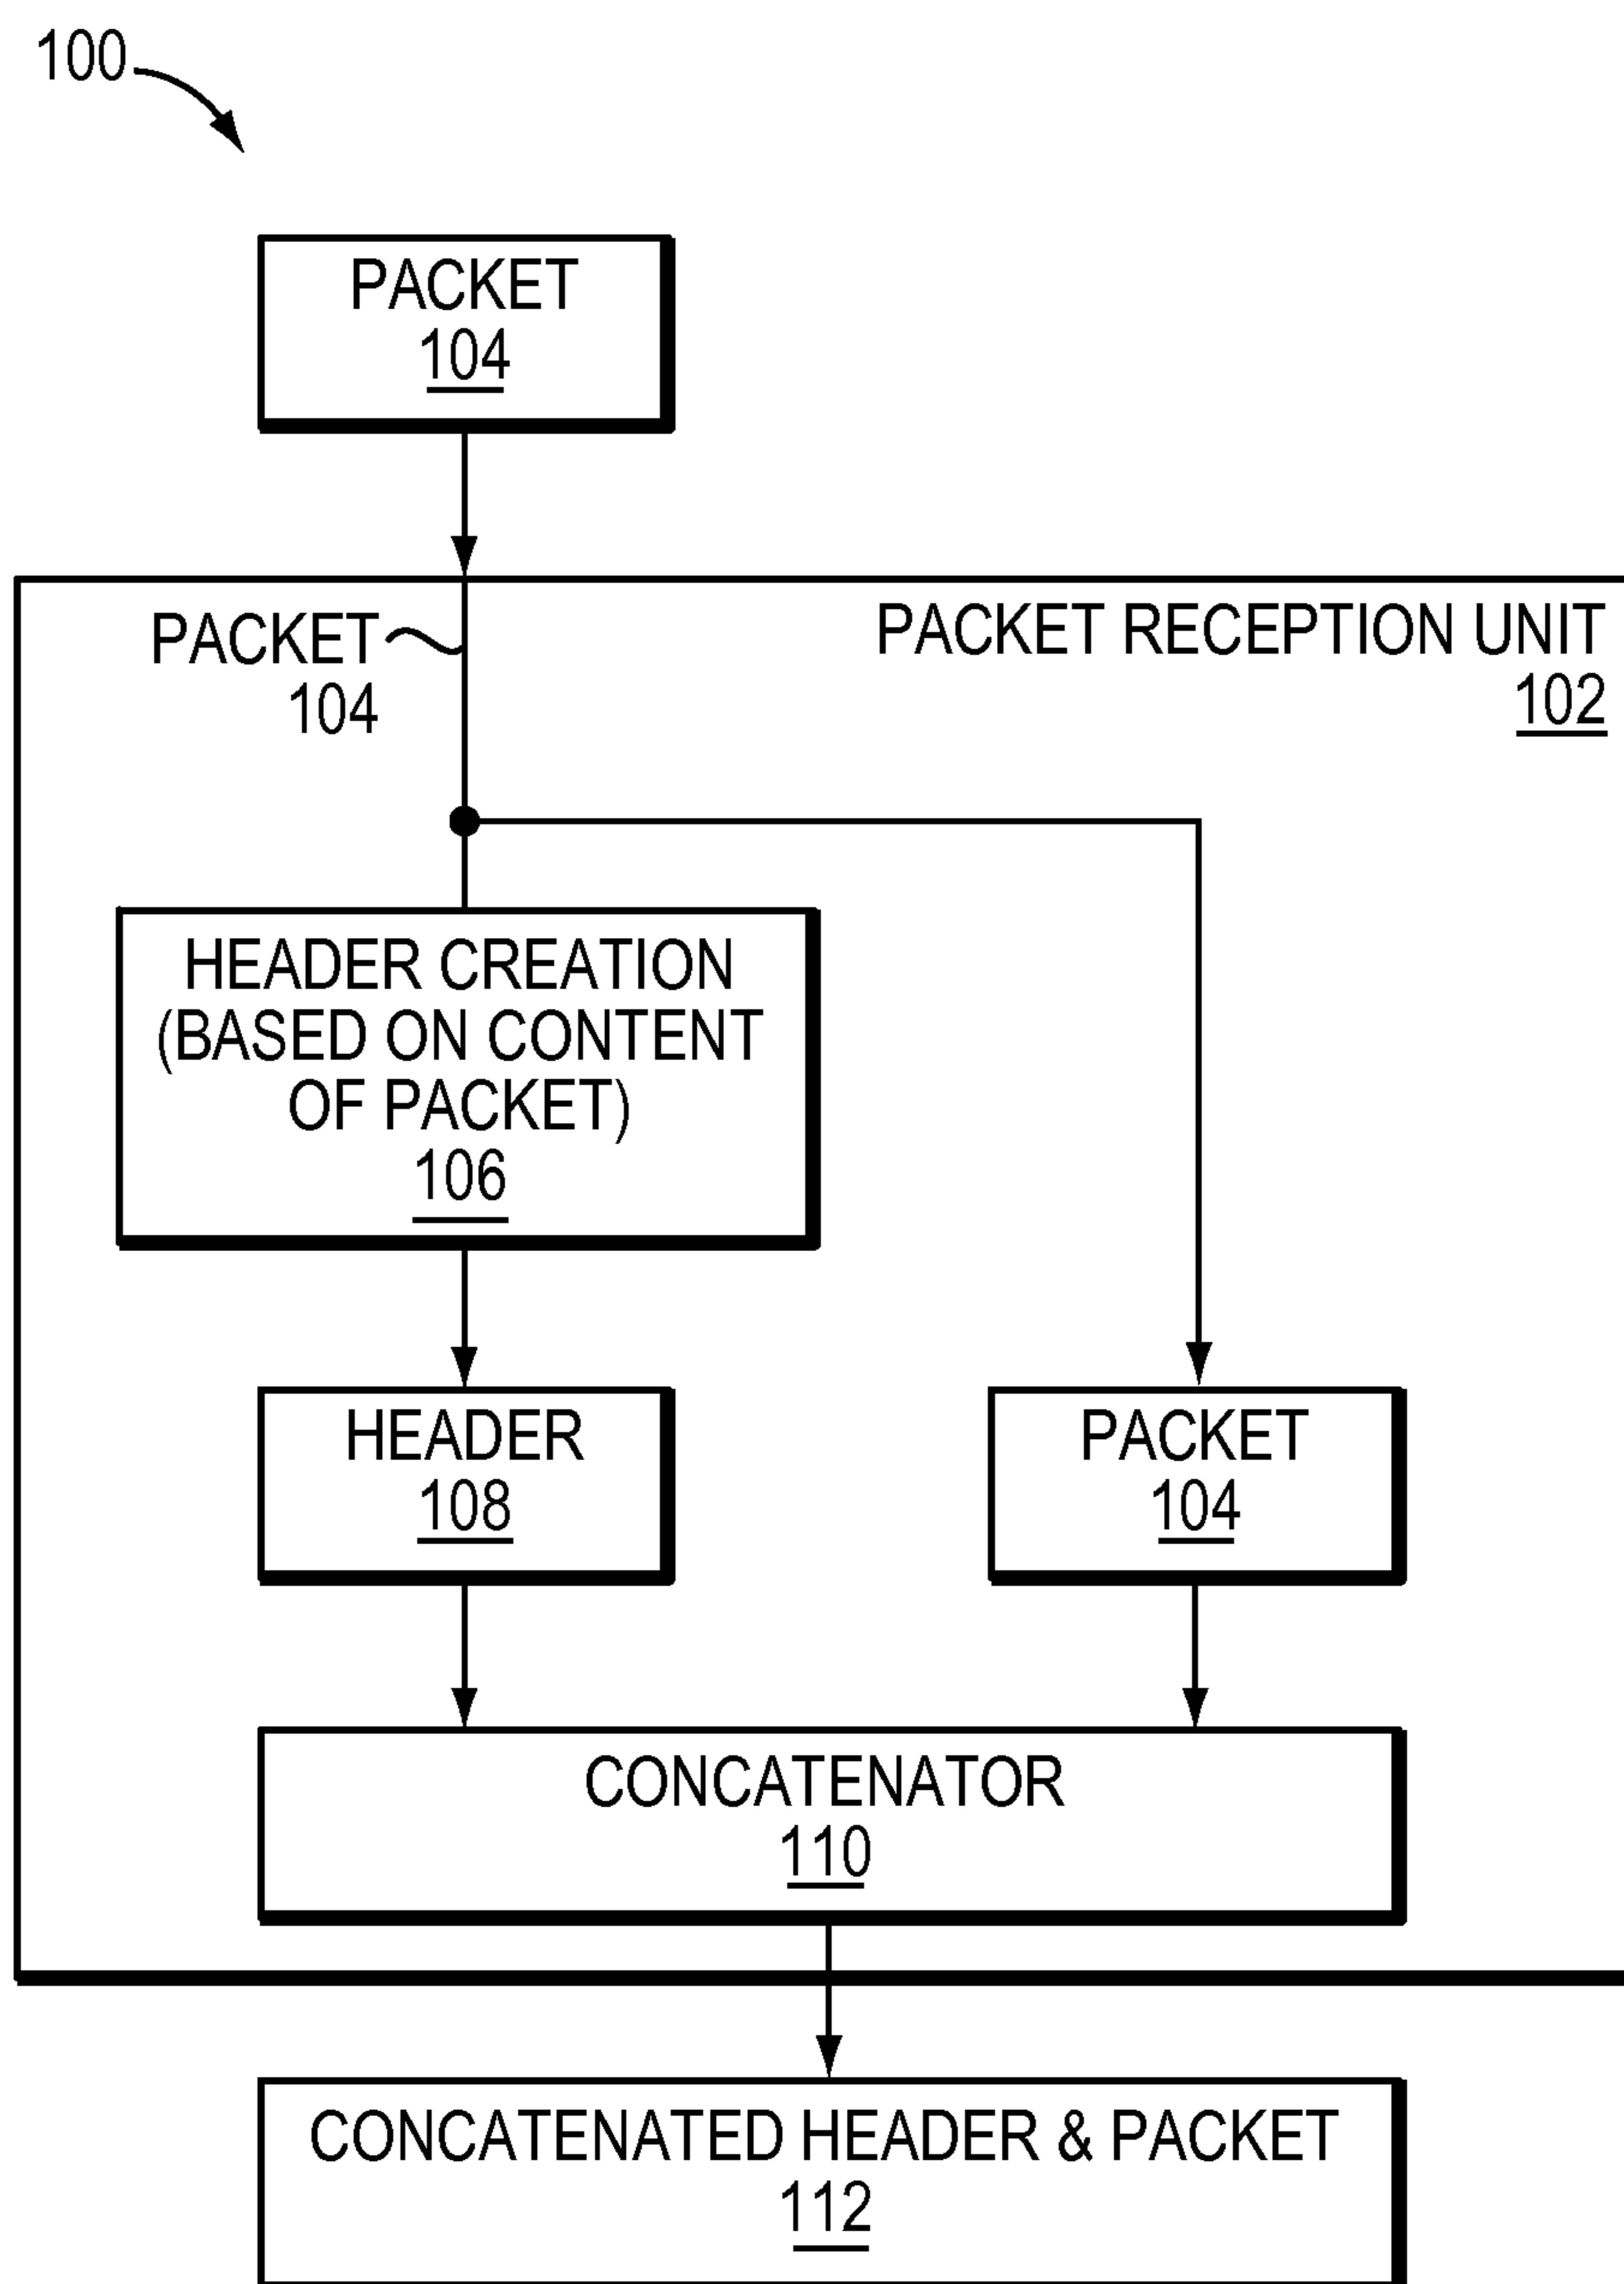 100
PACKET
104
PACKET
104
PACKET RECEPTION UNIT
102
HEADER CREATION
(BASED ON CONTENT
OF PACKET)
106
HEADER
108
PACKET
104
CONCATENATOR
110
CONCATENATED HEADER & PACKET
112